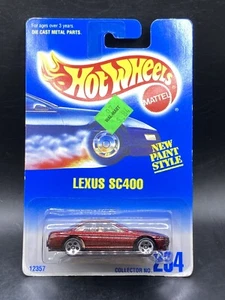 For ages over 3 years
DIE CAST METAL PARTS.
Hot Wheels
MATTEL
NEW
PAINT
STYLE
LEXUS SC400
12357
COLLECTOR NO.
234